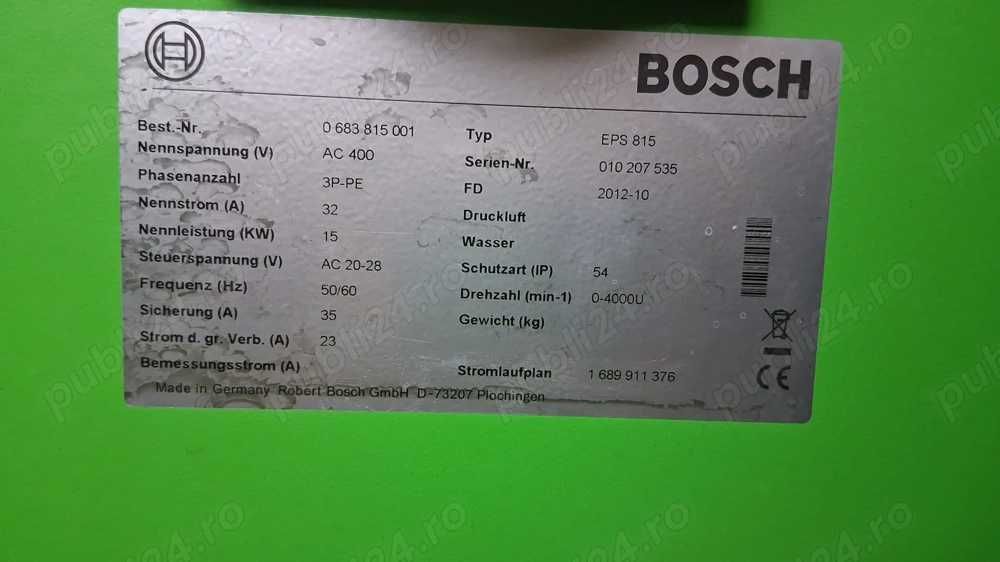 BOSCH
Best.-Nr. 0 683 815 001 Typ EPS 815
Nennspannung (V) AC 400 Serien-Nr. 010 207 535
Phasenanzahl 3P-PE FD 2012-10
Nennstrom (A) 32 Druckluft
Nennleistung (KW) 15 Wasser
Steuerspannung (V) AC 20-28 Schutzart (IP) 54
Frequenz (Hz) 50/60 Drehzahl (min-1) 0-4000U
Sicherung (A) 35 Gewicht (kg)
Strom d. gr. Verb. (A) 23
Bemessungsstrom (A) Stromlaufplan 1 689 911 376
Made in Germany Robert Bosch GmbH D-73207 Plochingen
CE
publi24.ro